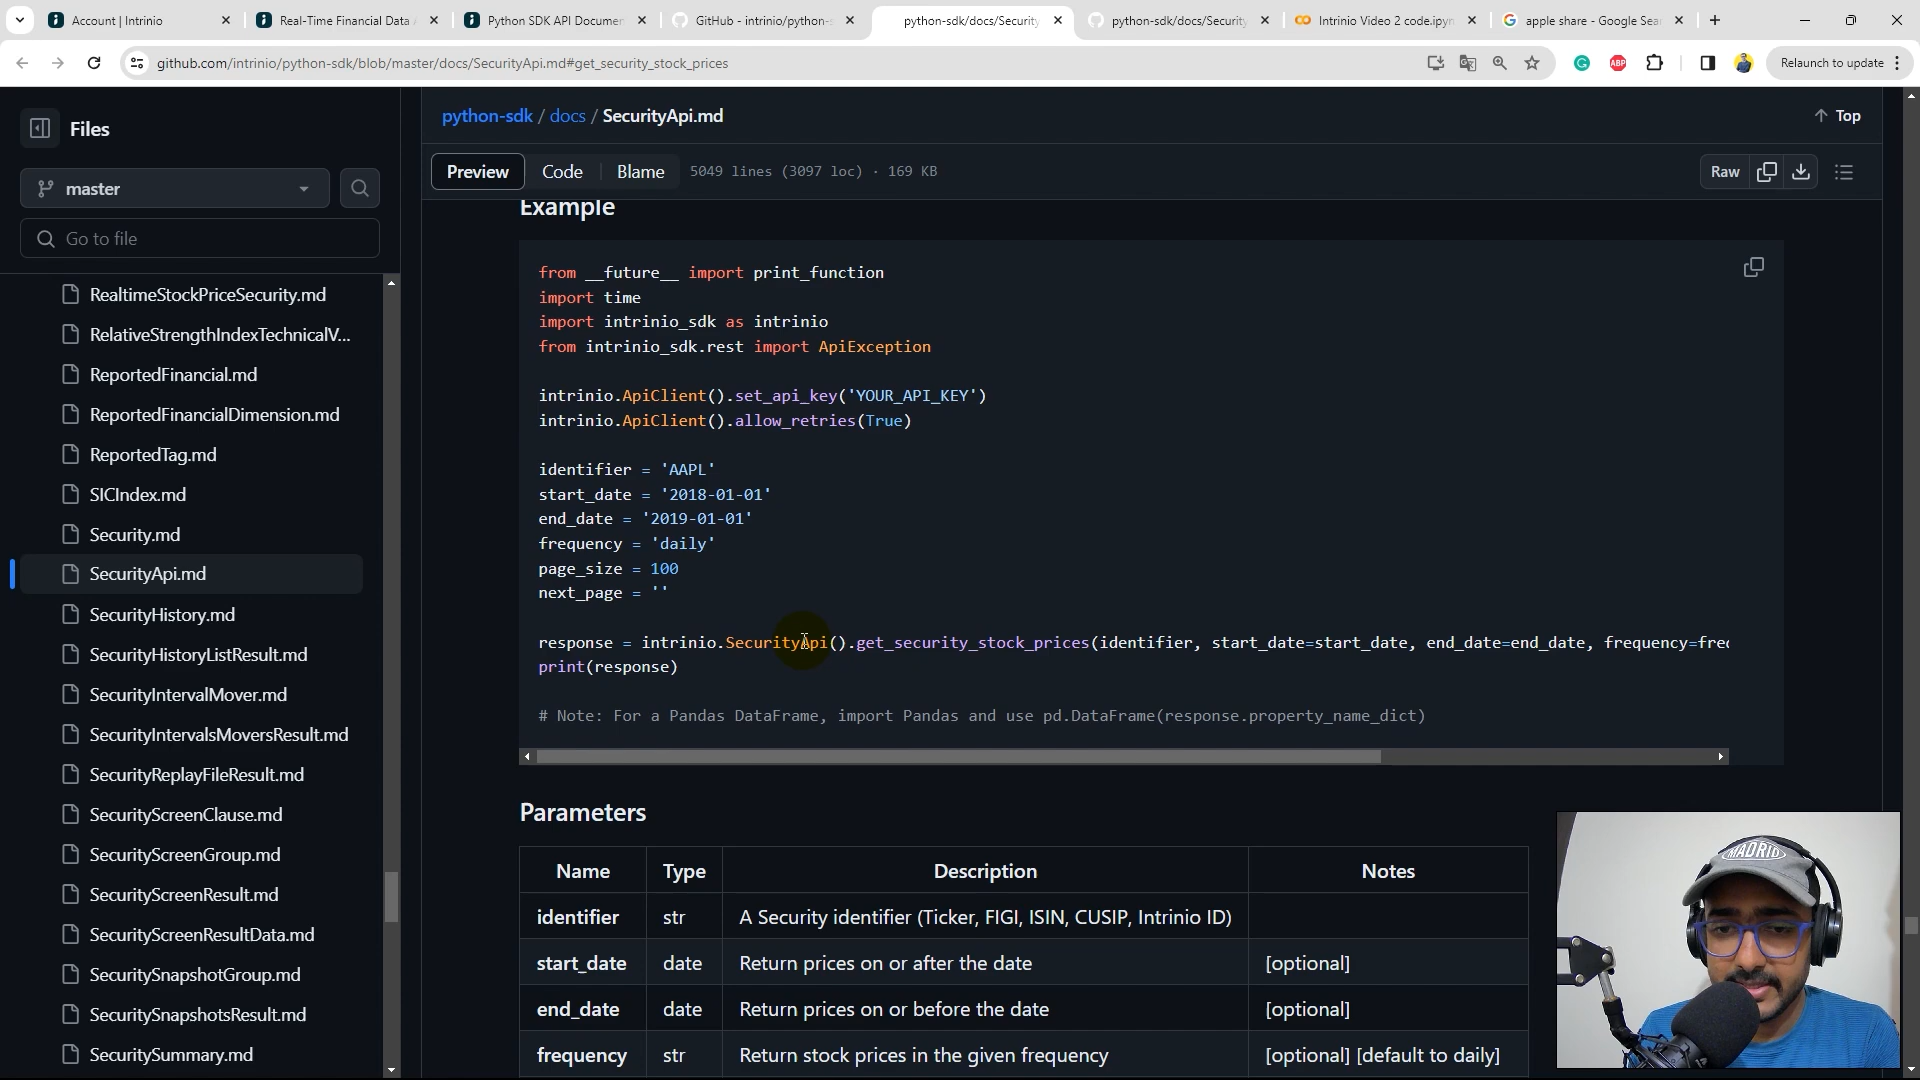 Account | Intrinio
Real-Time Financial Data
Python SDK API Documen
GitHub - intrinio/python-s
python-sdk/docs/Security
python-sdk/docs/Security
Intrinio Video 2 code.ipyn
apple share - Google Sea
github.com/intrinio/python-sdk/blob/master/docs/SecurityApi.md#get_security_stock_prices
ABP
Relaunch to update
Files
master
Go to file
RealtimeStockPriceSecurity.md
RelativeStrengthIndexTechnicalV...
ReportedFinancial.md
ReportedFinancialDimension.md
ReportedTag.md
SICIndex.md
Security.md
SecurityApi.md
SecurityHistory.md
SecurityHistoryListResult.md
SecurityIntervalMover.md
SecurityIntervalsMoversResult.md
SecurityReplayFileResult.md
SecurityScreenClause.md
SecurityScreenGroup.md
SecurityScreenResult.md
SecurityScreenResultData.md
SecuritySnapshotGroup.md
SecuritySnapshotsResult.md
SecuritySummary.md
python-sdk / docs / SecurityApi.md
Top
Preview
Code
Blame
5049 lines (3097 loc) · 169 KB
Raw
Example
from __future__ import print_function
import time
import intrinio_sdk as intrinio
from intrinio_sdk.rest import ApiException
intrinio.ApiClient().set_api_key('YOUR_API_KEY')
intrinio.ApiClient().allow_retries(True)
identifier = 'AAPL'
start_date = '2018-01-01'
end_date = '2019-01-01'
frequency = 'daily'
page_size = 100
next_page = ''
response = intrinio.SecurityApi().get_security_stock_prices(identifier, start_date=start_date, end_date=end_date, frequency=frec
print(response)
# Note: For a Pandas DataFrame, import Pandas and use pd.DataFrame(response.property_name_dict)
Parameters
Name Type Description Notes
identifier str A Security identifier (Ticker, FIGI, ISIN, CUSIP, Intrinio ID)
start_date date Return prices on or after the date [optional]
end_date date Return prices on or before the date [optional]
frequency str Return stock prices in the given frequency [optional] [default to daily]
MADRID